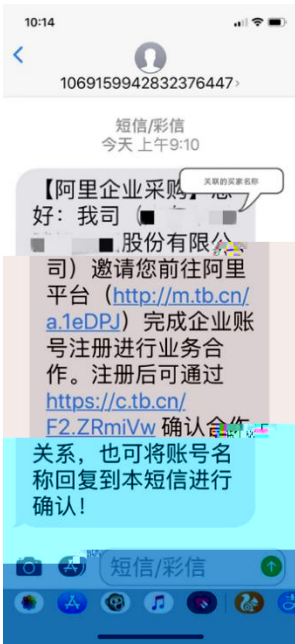 10:14
1069159942832376447
短信/彩信
今天 上午9:10
关联的买家名称
【阿里企业采购】
好：我司（
股份有限公
司）邀请您前往阿里
平台（http://m.tb.cn/
a.1eDPJ）完成企业账
号注册进行业务合
作。注册后可通过
https://c.tb.cn/
F2.ZRmiVw 确认合作
关系，也可将账号名
称回复到本短信进行
确认！
短信/彩信